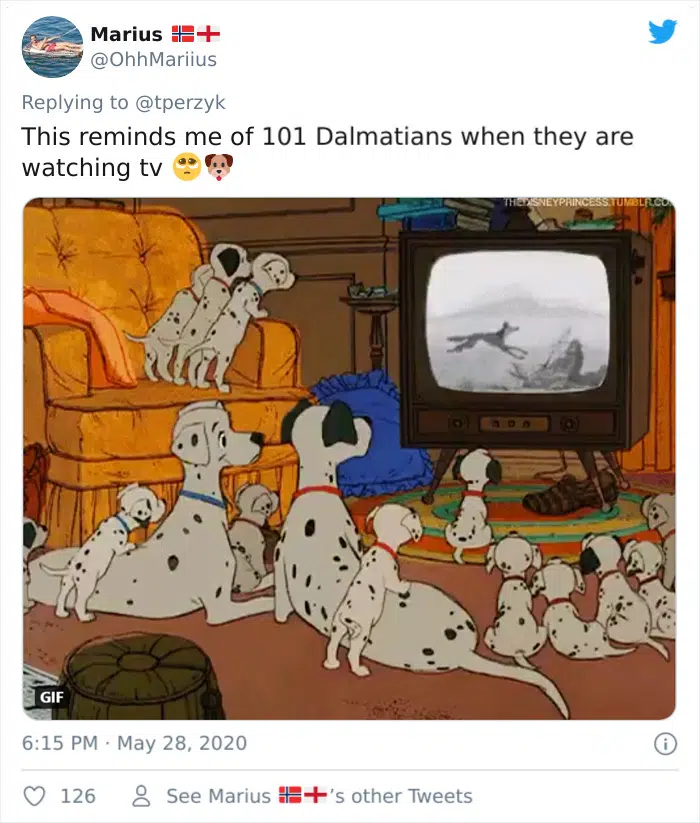 Marius 🇳🇴🏴󠁧󠁢󠁥󠁮󠁧󠁿
@OhhMariius
Replying to @tperzyk
This reminds me of 101 Dalmatians when they are
watching tv 🥺🐶
THEDISNEYPRINCESS.TUMBLR.CO
GIF
6:15 PM · May 28, 2020
126
See Marius 🇳🇴🏴󠁧󠁢󠁥󠁮󠁧󠁿's other Tweets